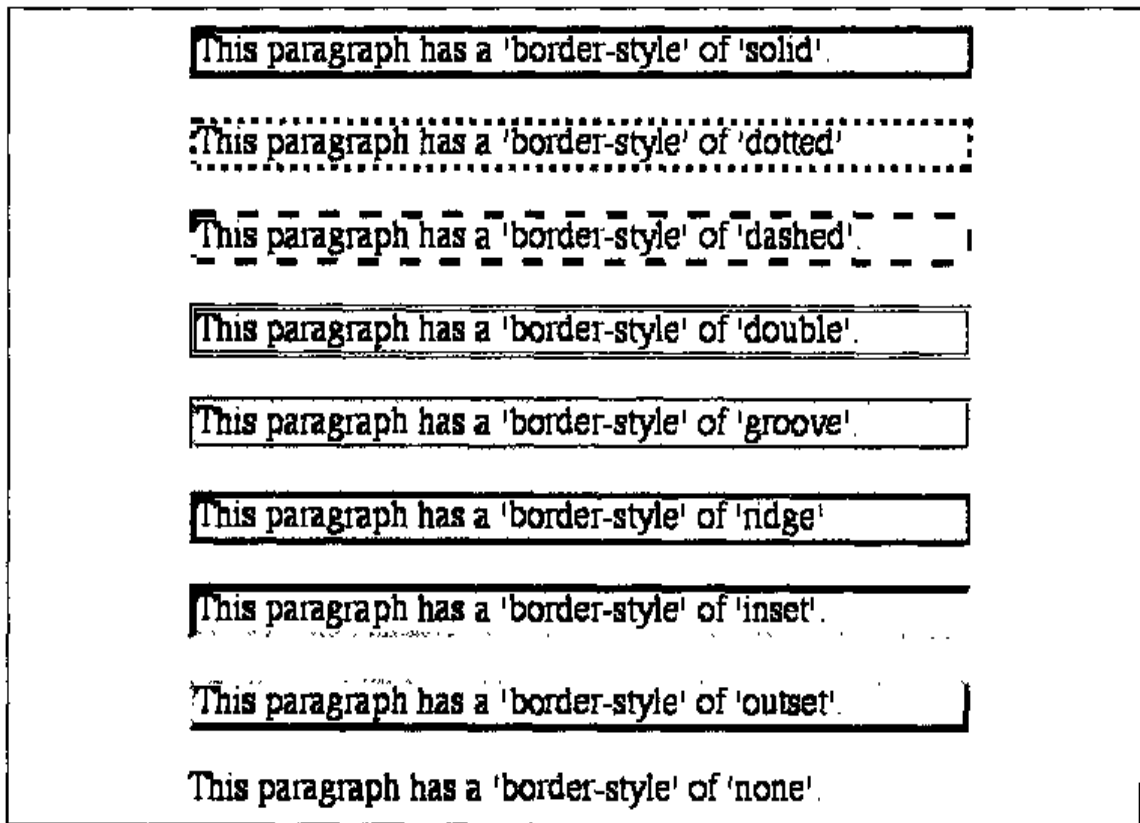 This paragraph has a 'border-style' of 'solid'.
This paragraph has a 'border-style' of 'dotted'
This paragraph has a 'border-style' of 'dashed'.
This paragraph has a 'border-style' of 'double'.
This paragraph has a 'border-style' of 'groove'.
This paragraph has a 'border-style' of 'ridge'
This paragraph has a 'border-style' of 'inset'.
This paragraph has a 'border-style' of 'outset'.
This paragraph has a 'border-style' of 'none'.